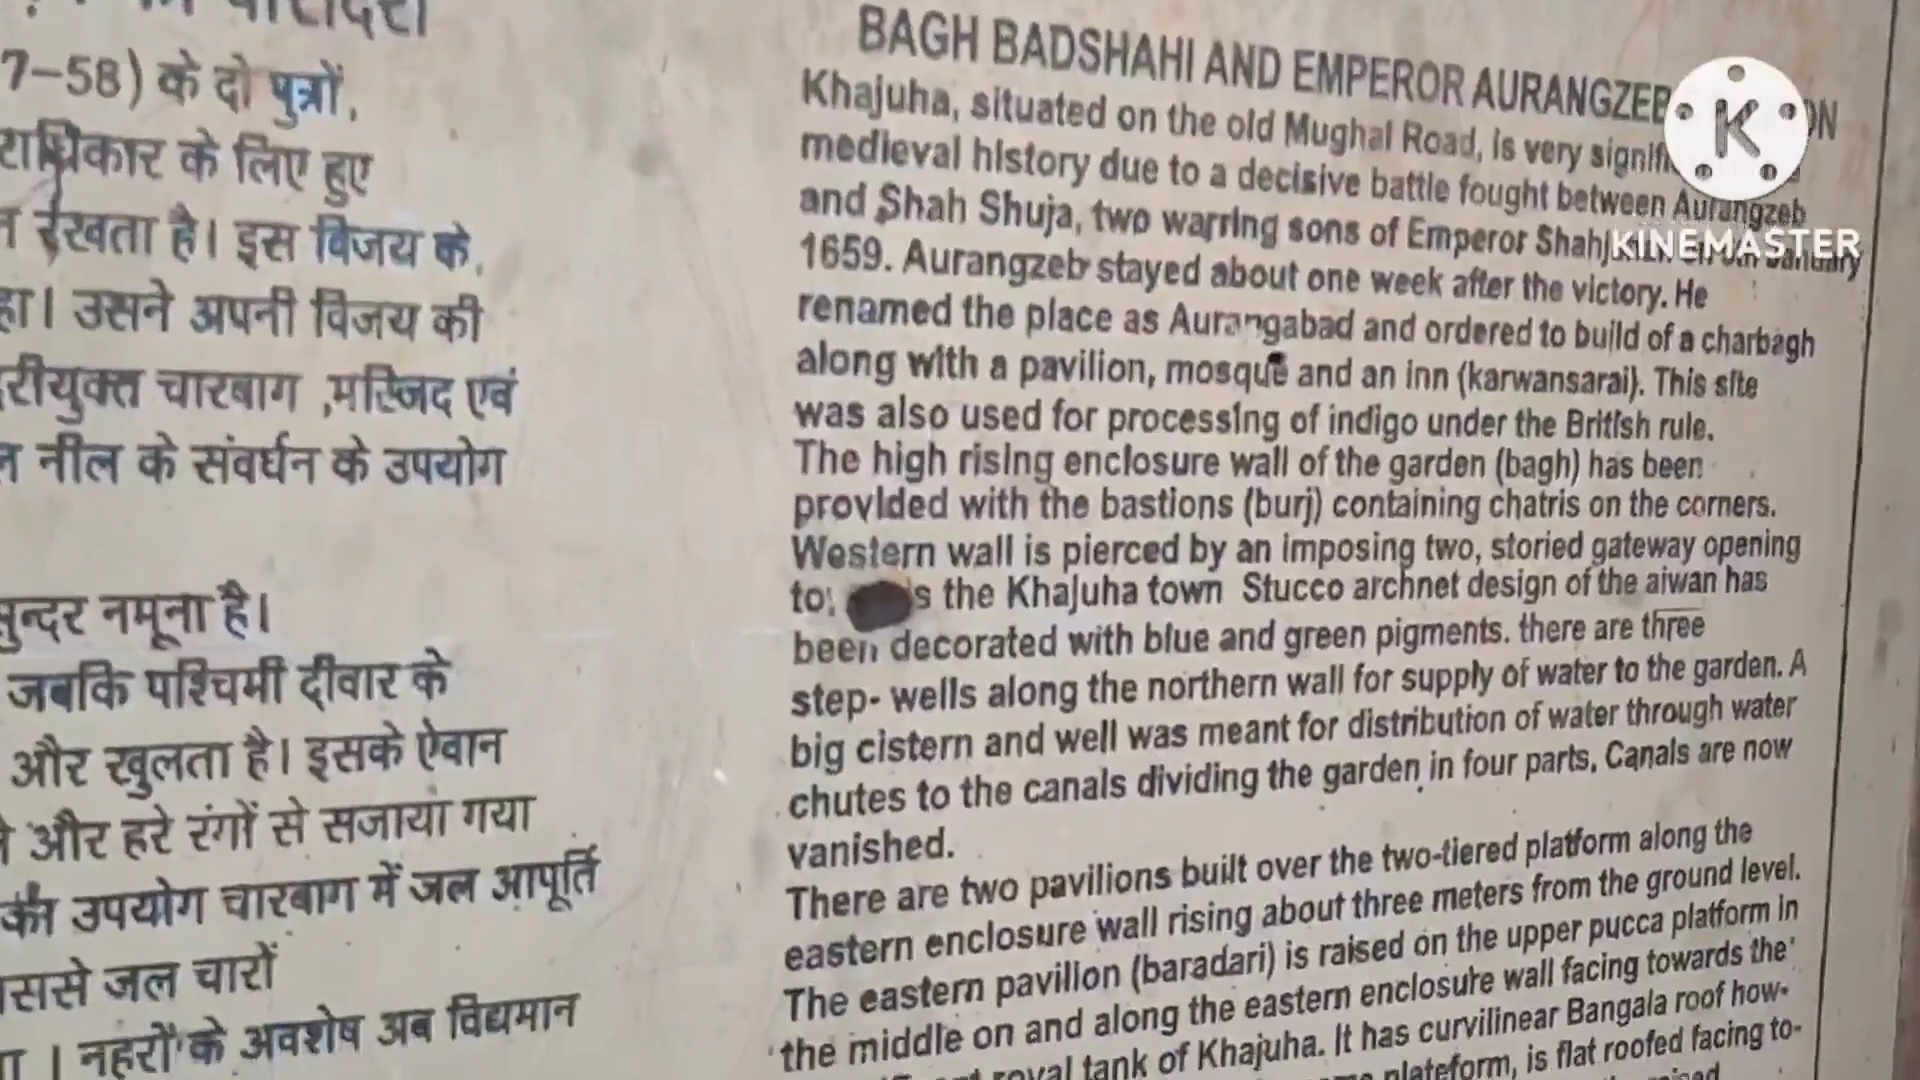 7-58) के दो पुत्रों,
के लिए हुए
रखता है। इस विजय के
उसने अपनी विजय की
चारबाग ,मस्जिद एवं
नील के संवर्धन के उपयोग
नमूना है।
जबकि पश्चिमी दीवार के
और खुलता है। इसके ऐवान
और हरे रंगों से सजाया गया
का उपयोग चारबाग में जल आपूर्ति
जल चारों
। नहरों के अवशेष अब विद्यमान
BAGH BADSHAHI AND EMPEROR AURANGZEB
Khajuha, situated on the old Mughal Road, is very
medieval history due to a decisive battle fought between Aurangzeb
and Shah Shuja, two warring sons of Emperor January
1659. Aurangzeb stayed about one week after the victory. He
renamed the place as Aurangabad and ordered to build of a charbagh
along with a pavilion, mosque and an inn (karwansarai). This site
was also used for processing of indigo under the British rule.
The high rising enclosure wall of the garden (bagh) has been
provided with the bastions (burj) containing chatris on the corners.
Western wall is pierced by an imposing two, storied gateway opening
the Khajuha town Stucco archnet design of the aiwan has
been decorated with blue and green pigments. there are three
step- wells along the northern wall for supply of water to the garden. A
big cistern and well was meant for distribution of water through water
chutes to the canals dividing the garden in four parts, Canals are now
vanished.
There are two pavilions built over the two-tiered platform along the
eastern enclosure wall rising about three meters from the ground level.
The eastern pavilion (baradari) is raised on the upper pucca platform in
the middle on and along the eastern enclosure wall facing towards the
royal tank of Khajuha. It has curvilinear Bangala roof how-
plateform, is flat roofed facing to-
K
KINEMASTER